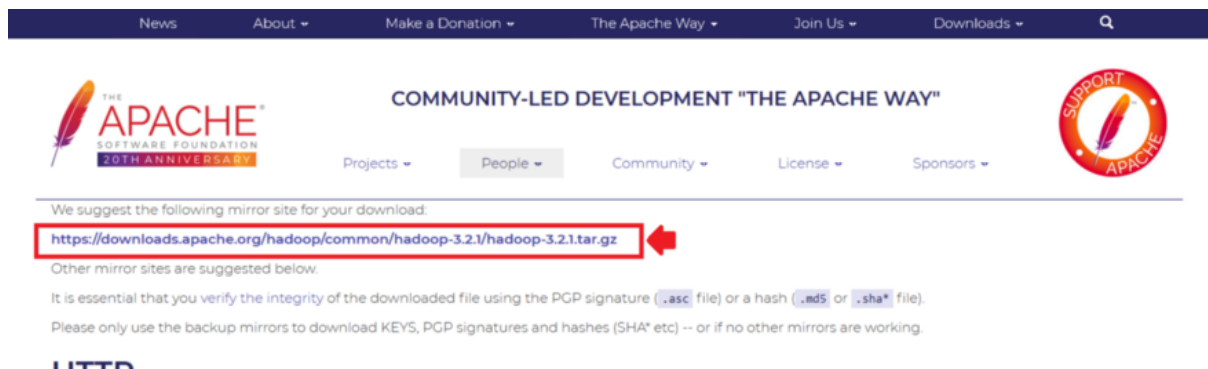 News About Make a Donation The Apache Way Join Us Downloads
THE
APACHE®
SOFTWARE FOUNDATION
20TH ANNIVERSARY
COMMUNITY-LED DEVELOPMENT "THE APACHE WAY"
SUPPORT
APACHE
Projects People Community License Sponsors
We suggest the following mirror site for your download:
https://downloads.apache.org/hadoop/common/hadoop-3.2.1/hadoop-3.2.1.tar.gz
Other mirror sites are suggested below.
It is essential that you verify the integrity of the downloaded file using the PGP signature ( .asc file) or a hash ( .md5 or .sha* file).
Please only use the backup mirrors to download KEYS, PGP signatures and hashes (SHA* etc) -- or if no other mirrors are working.
HTTP